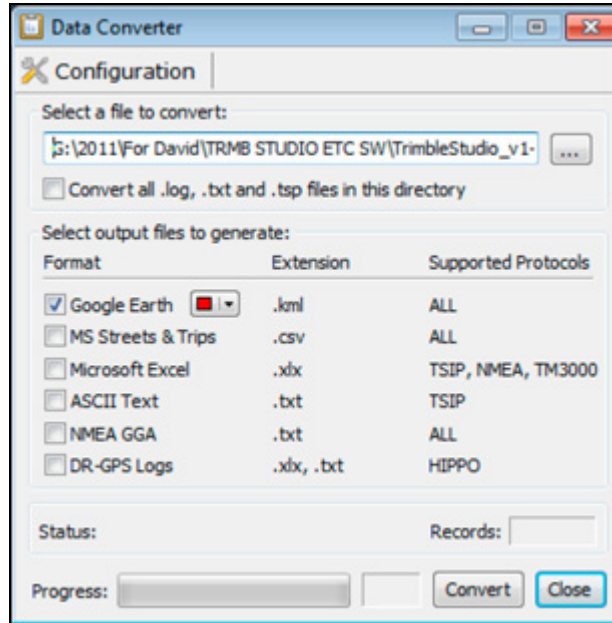 Data Converter
Configuration
Select a file to convert:
G:\2011\For David\TRMB STUDIO ETC SW\TrimbleStudio_v1- ...
Convert all .log, .txt and .tsp files in this directory
Select output files to generate:
Format Extension Supported Protocols
Google Earth .kml ALL
MS Streets & Trips .csv ALL
Microsoft Excel .xlx TSIP, NMEA, TM3000
ASCII Text .txt TSIP
NMEA GGA .txt ALL
DR-GPS Logs .xlx, .txt HIPPO
Status: Records:
Progress: Convert Close